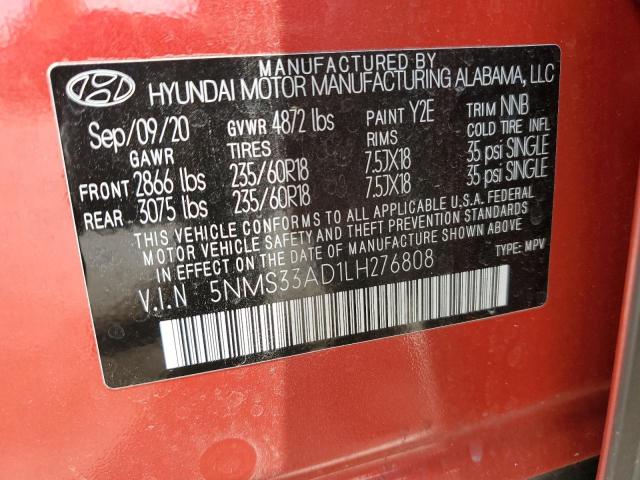 MANUFACTURED BY
HYUNDAI MOTOR MANUFACTURING ALABAMA, LLC
Sep/09/20 GVWR 4872 lbs PAINT Y2E TRIM NNB
GAWR TIRES RIMS COLD TIRE INFL
FRONT 2866 lbs 235/60R18 7.5JX18 35 psi SINGLE
REAR 3075 lbs 235/60R18 7.5JX18 35 psi SINGLE
THIS VEHICLE CONFORMS TO ALL APPLICABLE U.S.A. FEDERAL
MOTOR VEHICLE SAFETY AND THEFT PREVENTION STANDARDS
IN EFFECT ON THE DATE OF MANUFACTURE SHOWN ABOVE.
V.I.N 5NMS33AD1LH276808 TYPE: MPV